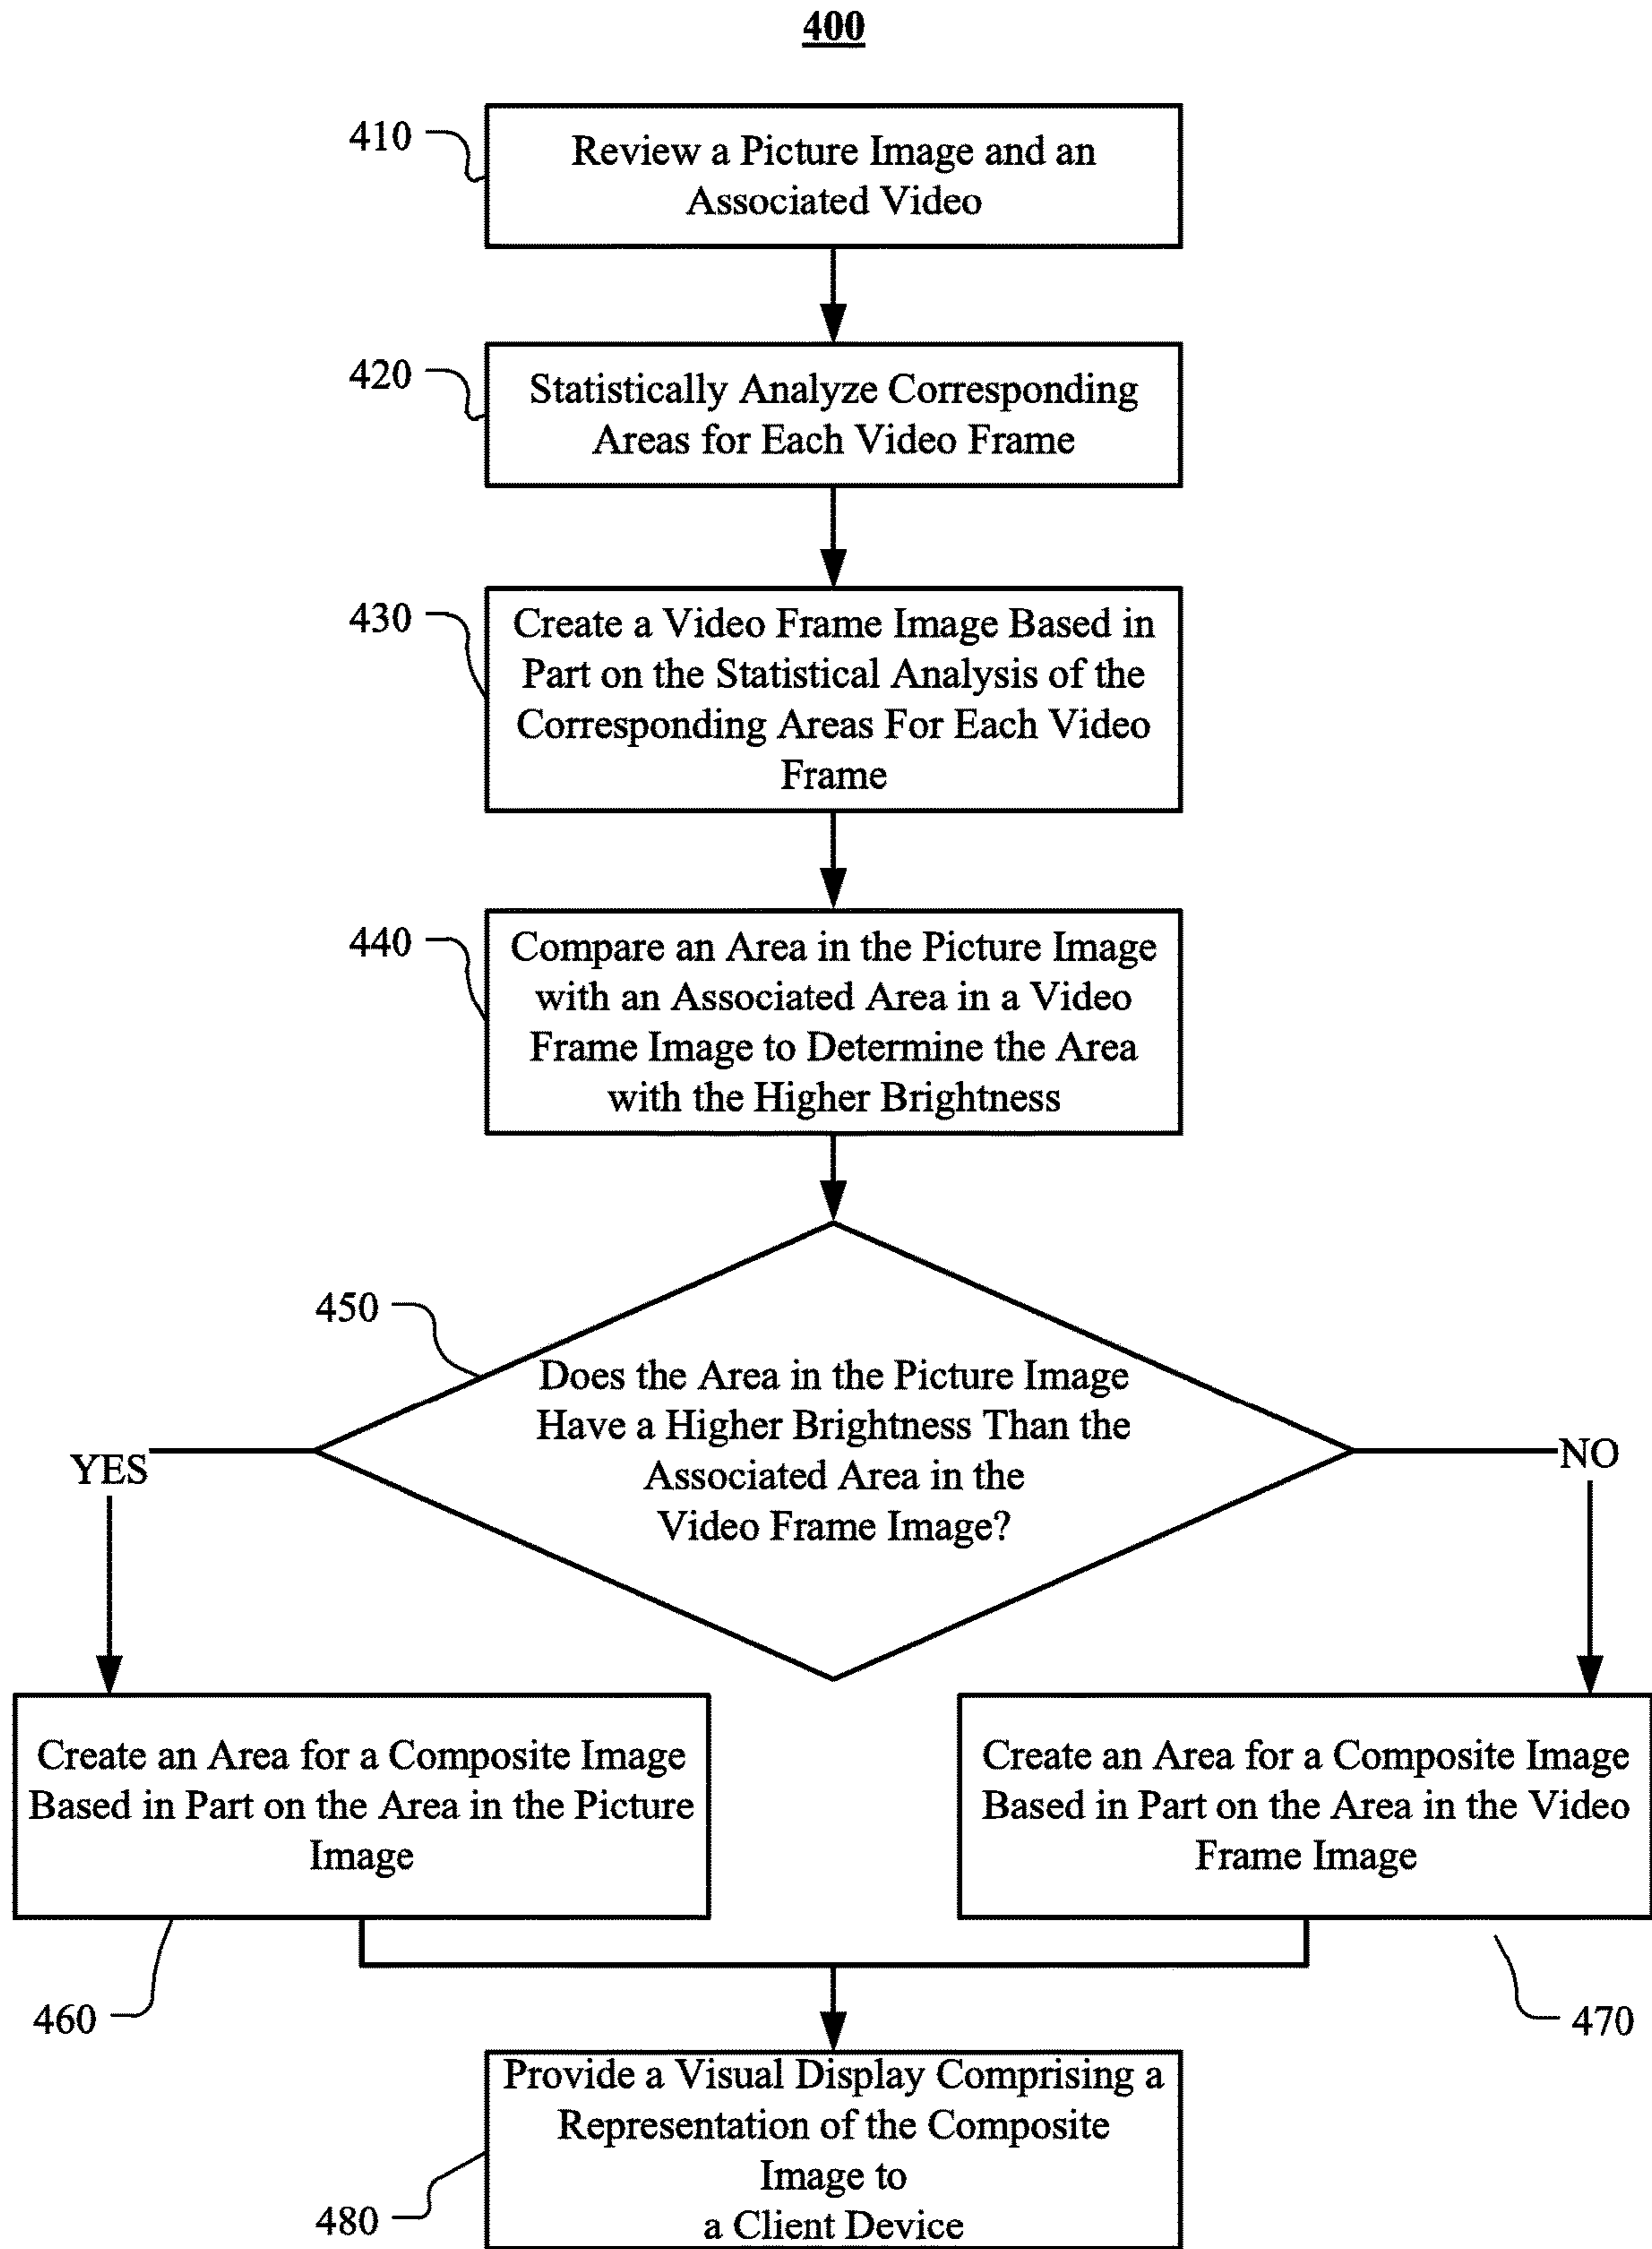 400
410
Review a Picture Image and an
Associated Video
420
Statistically Analyze Corresponding
Areas for Each Video Frame
430
Create a Video Frame Image Based in
Part on the Statistical Analysis of the
Corresponding Areas For Each Video
Frame
440
Compare an Area in the Picture Image
with an Associated Area in a Video
Frame Image to Determine the Area
with the Higher Brightness
450
Does the Area in the Picture Image
Have a Higher Brightness Than the
Associated Area in the
Video Frame Image?
YES
NO
Create an Area for a Composite Image
Based in Part on the Area in the Picture
Image
460
Create an Area for a Composite Image
Based in Part on the Area in the Video
Frame Image
470
Provide a Visual Display Comprising a
Representation of the Composite
Image to
a Client Device
480